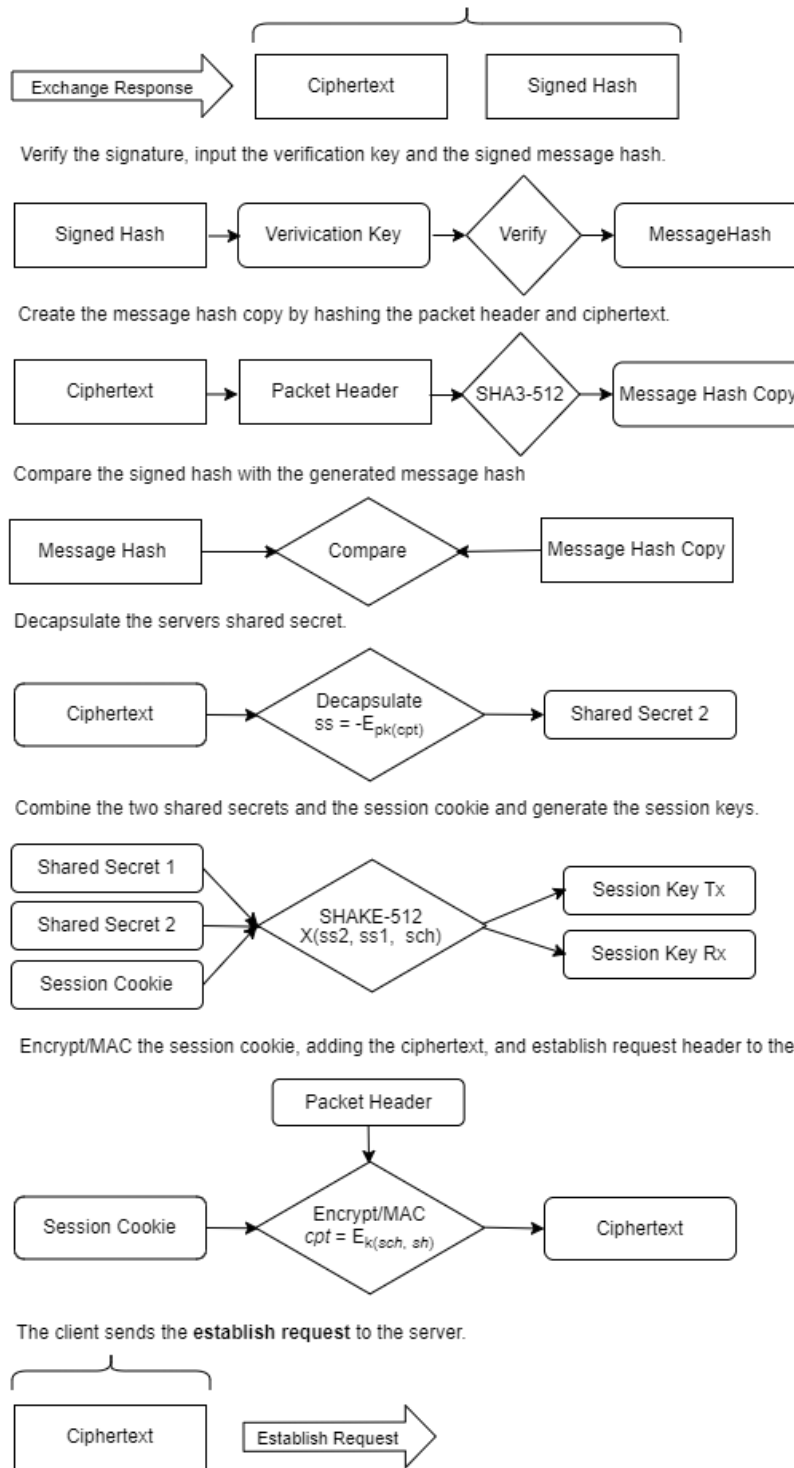 Exchange Response Ciphertext Signed Hash
Verify the signature, input the verification key and the signed message hash.
Signed Hash Verivication Key Verify MessageHash
Create the message hash copy by hashing the packet header and ciphertext.
Ciphertext Packet Header SHA3-512 Message Hash Copy
Compare the signed hash with the generated message hash
Message Hash Compare Message Hash Copy
Decapsulate the servers shared secret.
Ciphertext Decapsulate Shared Secret 2
ss = -Epk(cpt)
Combine the two shared secrets and the session cookie and generate the session keys.
Shared Secret 1
Shared Secret 2
Session Cookie
SHAKE-512
X(ss2, ss1, sch)
Session Key Tx
Session Key Rx
Encrypt/MAC the session cookie, adding the ciphertext, and establish request header to the
Packet Header
Session Cookie Encrypt/MAC Ciphertext
cpt = Ek(sch, sh)
The client sends the establish request to the server.
Ciphertext Establish Request